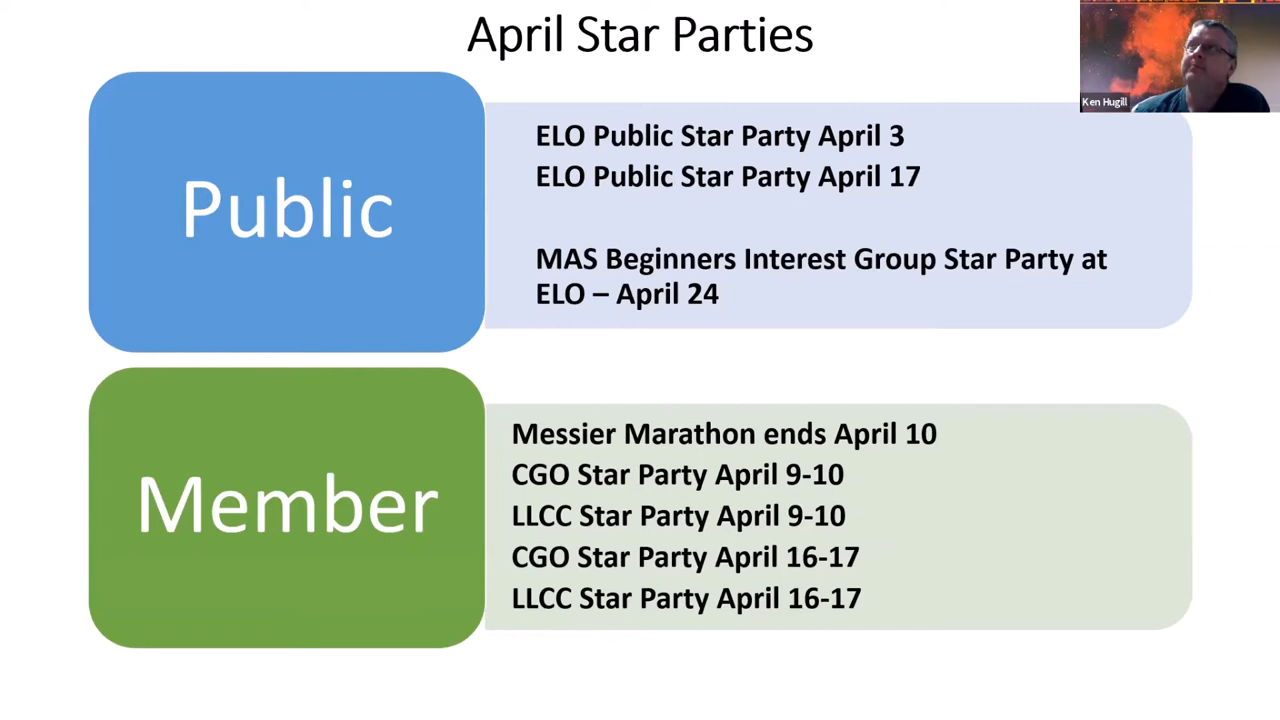 April Star Parties
Ken Hugill
Public
ELO Public Star Party April 3
ELO Public Star Party April 17
MAS Beginners Interest Group Star Party at
ELO – April 24
Member
Messier Marathon ends April 10
CGO Star Party April 9-10
LLCC Star Party April 9-10
CGO Star Party April 16-17
LLCC Star Party April 16-17